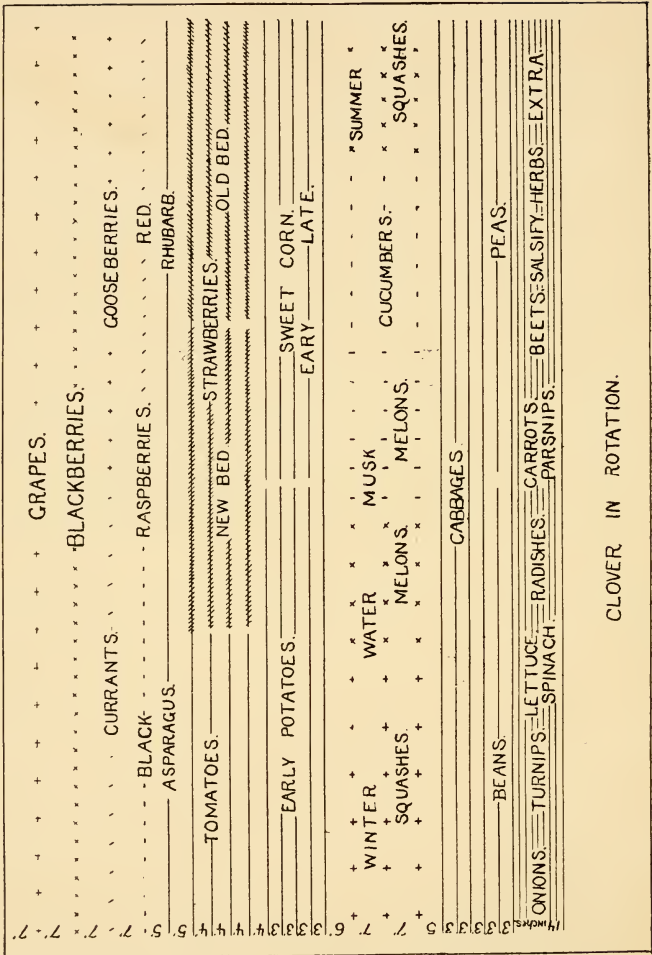 GRAPES.
BLACKBERRIES.
CURRANTS. GOOSEBERRIES.
BLACK RASPBERRIES. RED.
ASPARAGUS. RHUBARB.
TOMATOES. STRAWBERRIES.
NEW BED OLD BED.
EARLY POTATOES. SWEET CORN.
EARY LATE.
WINTER WATER MUSK SUMMER
SQUASHES. MELONS. MELONS. CUCUMBERS. SQUASHES.
CABBAGES.
BEANS. PEAS.
ONIONS. TURNIPS. LETTUCE. RADISHES. CARROTS. BEETS. SALSIFY. HERBS. EXTRA.
SPINACH. PARSNIPS.
14 inches.
CLOVER IN ROTATION.